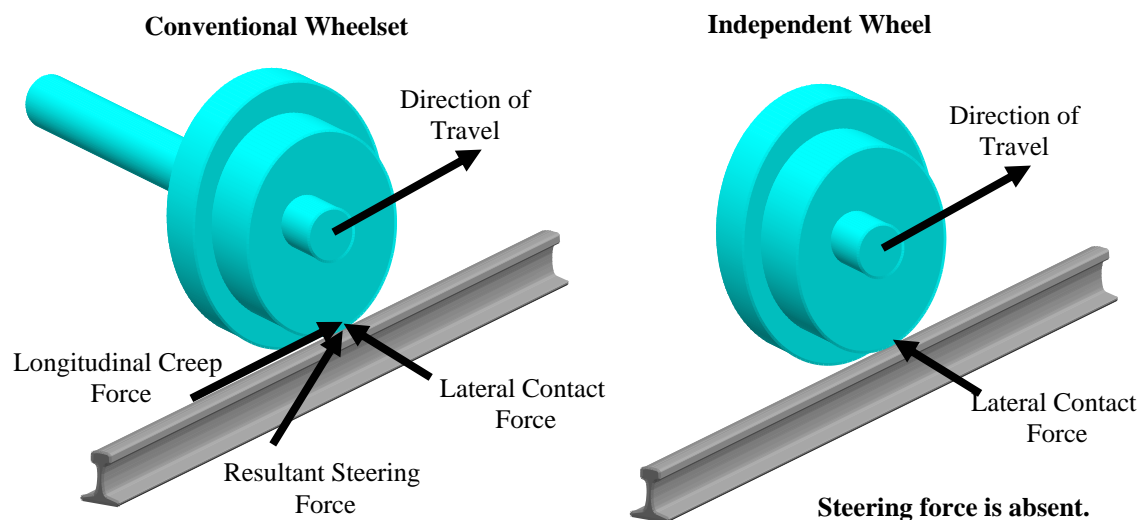 Conventional Wheelset
Direction of
Travel
Longitudinal Creep
Force
Lateral Contact
Force
Resultant Steering
Force
Independent Wheel
Direction of
Travel
Lateral Contact
Force
Steering force is absent.